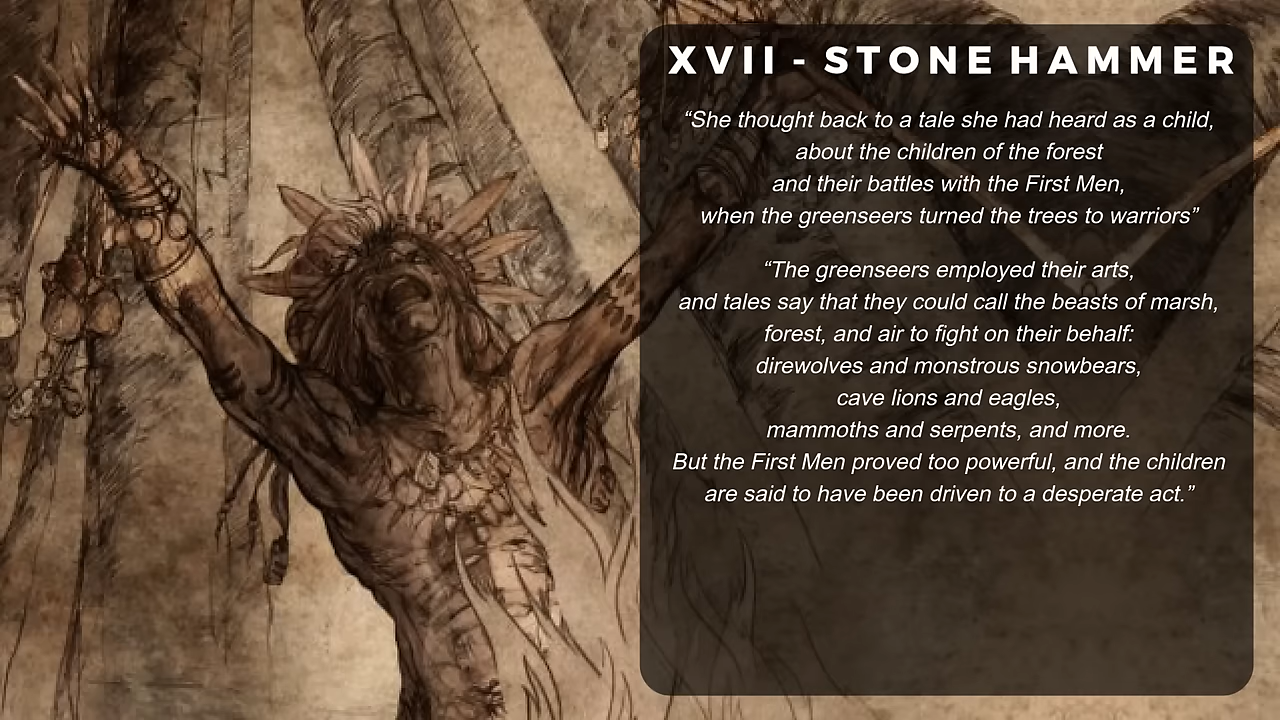 XVII - STONE HAMMER
“She thought back to a tale she had heard as a child,
about the children of the forest
and their battles with the First Men,
when the greenseers turned the trees to warriors”
“The greenseers employed their arts,
and tales say that they could call the beasts of marsh,
forest, and air to fight on their behalf:
direwolves and monstrous snowbears,
cave lions and eagles,
mammoths and serpents, and more.
But the First Men proved too powerful, and the children
are said to have been driven to a desperate act.”